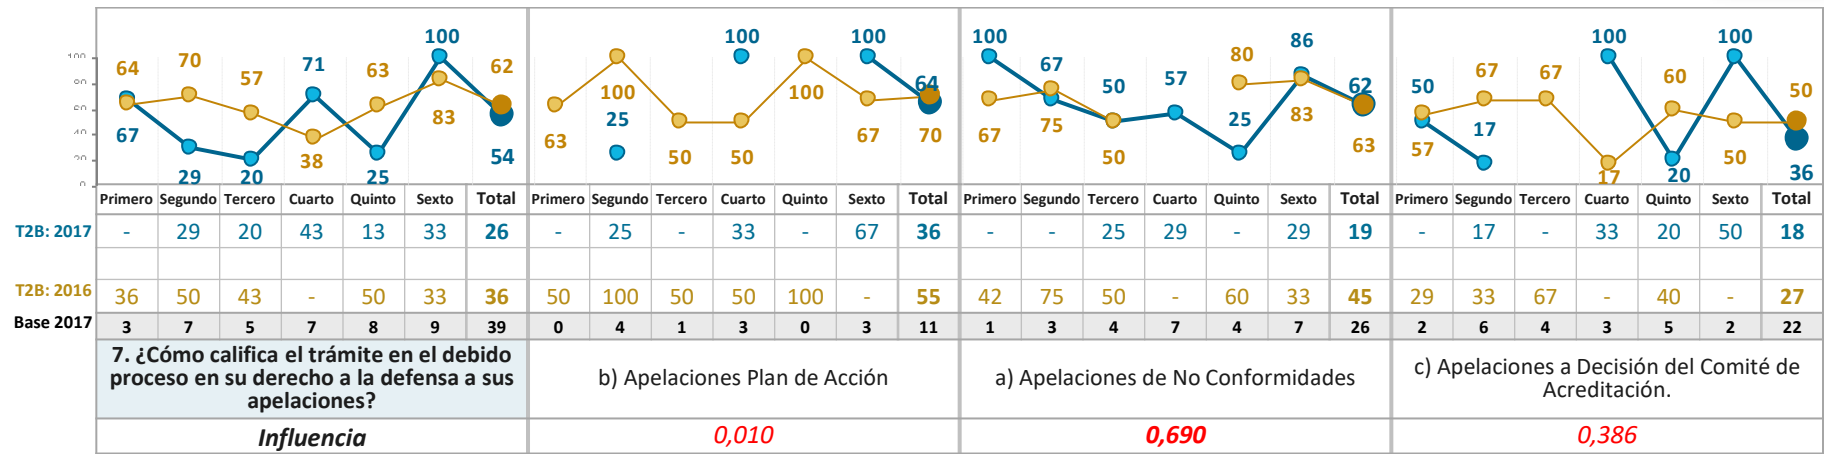 100 100 100 100 100 100
64 70 57 71 63 62
67 29 20 38 25 83 54
100 64
25 100 100
63 50 50 67 70
67 50 57 80 86 62
67 75 50 25 83 63
50 67 67 60 50
57 17 17 20 50 36
100
80
60
40
20
0
Primero Segundo Tercero Cuarto Quinto Sexto Total Primero Segundo Tercero Cuarto Quinto Sexto Total Primero Segundo Tercero Cuarto Quinto Sexto Total Primero Segundo Tercero Cuarto Quinto Sexto Total
T2B: 2017 - 29 20 43 13 33 26 - 25 - 33 - 67 36 - - 25 29 - 29 19 - 17 - 33 20 50 18
T2B: 2016 36 50 43 - 50 33 36 50 100 50 50 100 - 55 42 75 50 - 60 33 45 29 33 67 - 40 - 27
Base 2017 3 7 5 7 8 9 39 0 4 1 3 0 3 11 1 3 4 7 4 7 26 2 6 4 3 5 2 22
7. ¿Cómo califica el trámite en el debido
proceso en su derecho a la defensa a sus
apelaciones?
b) Apelaciones Plan de Acción
a) Apelaciones de No Conformidades
c) Apelaciones a Decisión del Comité de
Acreditación.
Influencia 0,010 0,690 0,386